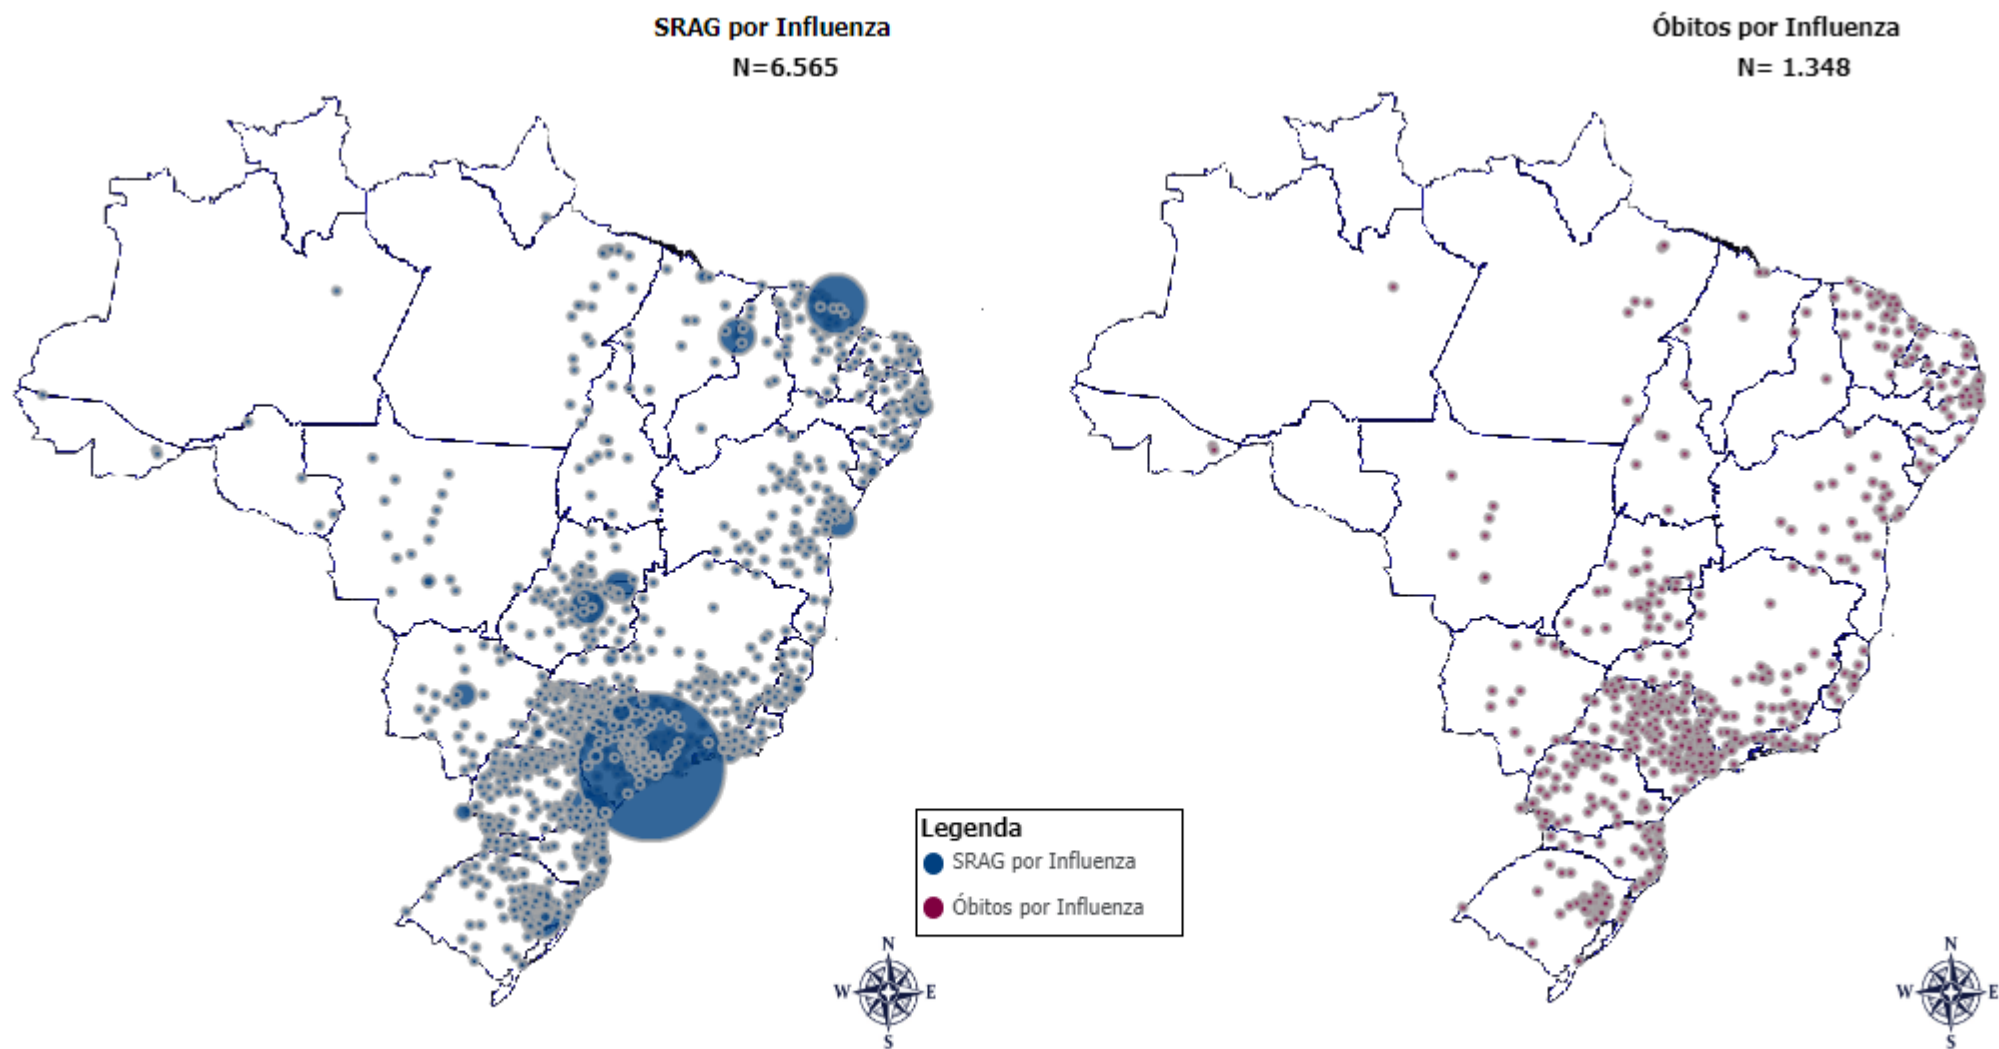 SRAG por Influenza
N=6.565
Óbitos por Influenza
N= 1.348
Legenda
SRAG por Influenza
Óbitos por Influenza
N
W E
S
N
W E
S